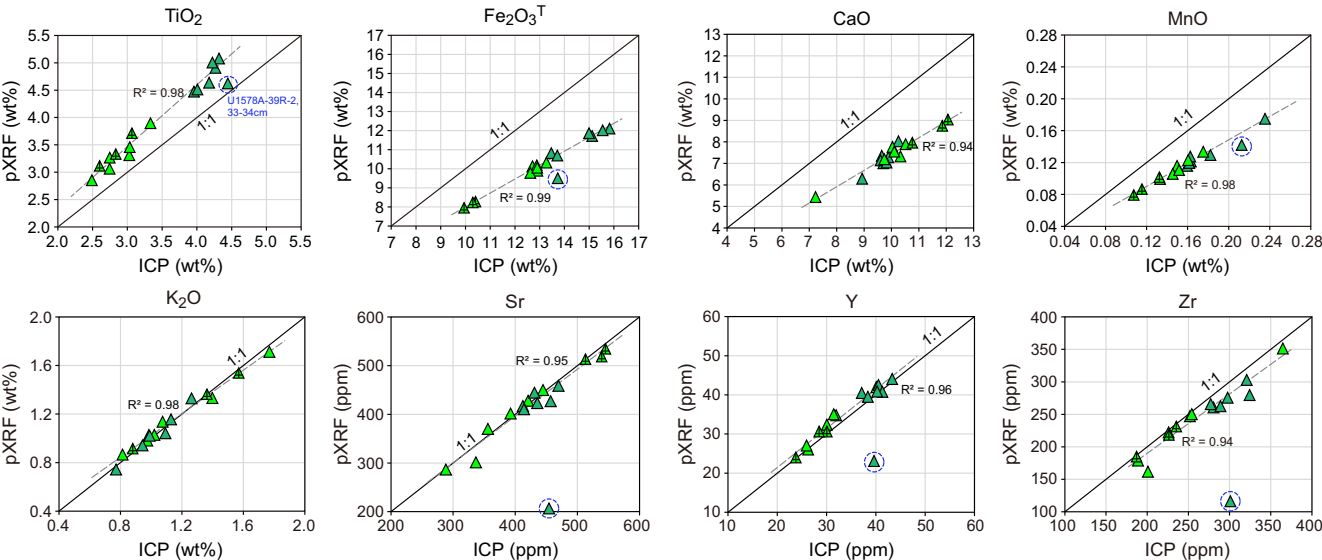 TiO2
5.5
5.0
4.5
4.0
3.5
3.0
2.5
2.0
2.0 2.5 3.0 3.5 4.0 4.5 5.0 5.5
pXRF (wt%)
ICP (wt%)
R² = 0.98
1:1
U1578A-39R-2,
33-34cm
Fe2O3T
17
16
15
14
13
12
11
10
9
8
7
7 8 9 10 11 12 13 14 15 16 17
pXRF (wt%)
ICP (wt%)
1:1
R² = 0.99
CaO
13
12
11
10
9
8
7
6
5
4
4 5 6 7 8 9 10 11 12 13
pXRF (wt%)
ICP (wt%)
1:1
R² = 0.94
MnO
0.28
0.24
0.20
0.16
0.12
0.08
0.04
0.04 0.08 0.12 0.16 0.20 0.24 0.28
pXRF (wt%)
ICP (wt%)
1:1
R² = 0.98
K2O
2.0
1.6
1.2
0.8
0.4
0.4 0.8 1.2 1.6 2.0
pXRF (wt%)
ICP (wt%)
1:1
R² = 0.98
Sr
600
500
400
300
200
200 300 400 500 600
pXRF (ppm)
ICP (ppm)
R² = 0.95
1:1
Y
60
50
40
30
20
10
10 20 30 40 50 60
pXRF (ppm)
ICP (ppm)
1:1
R² = 0.96
Zr
400
350
300
250
200
150
100
100 150 200 250 300 350 400
pXRF (ppm)
ICP (ppm)
1:1
R² = 0.94